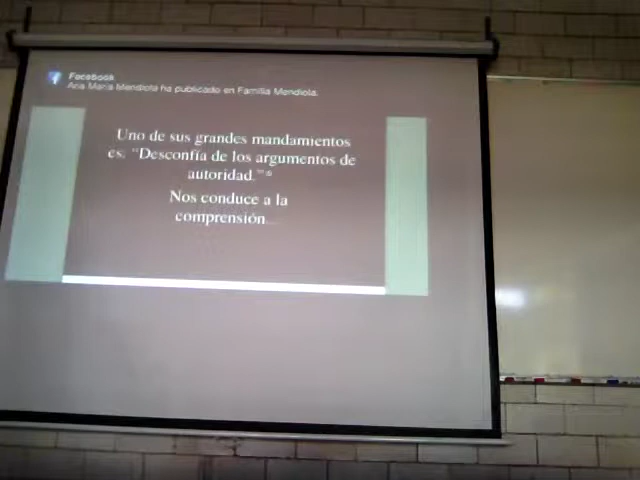 Facebook
Ana María Mendiola ha publicado en Familia Mendiola.
Uno de sus grandes mandamientos
es: "Desconfía de los argumentos de
autoridad."
Nos conduce a la
comprensión...